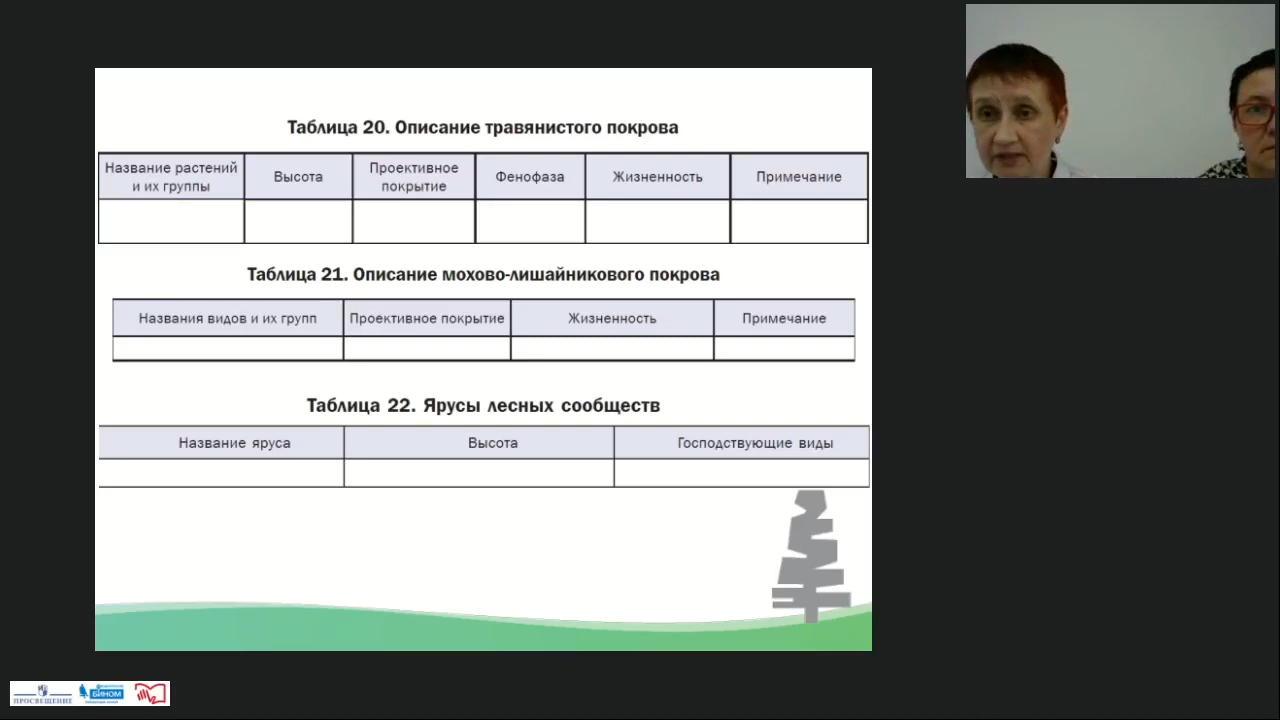 Таблица 20. Описание травянистого покрова
Название растений
и их группы
Высота
Проективное
покрытие
Фенофаза
Жизненность
Примечание
Таблица 21. Описание мохово-лишайникового покрова
Названия видов и их групп
Проективное покрытие
Жизненность
Примечание
Таблица 22. Ярусы лесных сообществ
Название яруса
Высота
Господствующие виды
ПРОСВЕЩЕНИЕ
БИНОМ